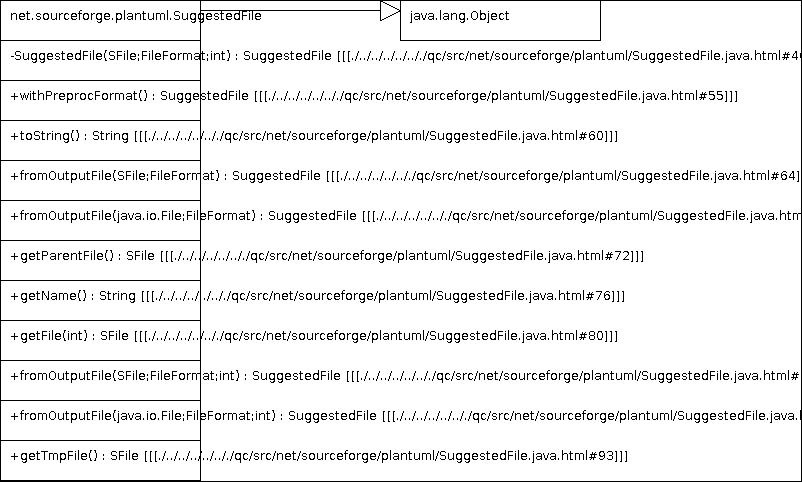 net.sourceforge.plantuml.SuggestedFile
java.lang.Object
-SuggestedFile(SFile;FileFormat;int) : SuggestedFile [[[./../../../../../../qc/src/net/sourceforge/plantuml/SuggestedFile.java.html#4
+withPreprocFormat() : SuggestedFile [[[./../../../../../../qc/src/net/sourceforge/plantuml/SuggestedFile.java.html#55]]]
+toString() : String [[[./../../../../../../qc/src/net/sourceforge/plantuml/SuggestedFile.java.html#60]]]
+fromOutputFile(SFile;FileFormat) : SuggestedFile [[[./../../../../../../qc/src/net/sourceforge/plantuml/SuggestedFile.java.html#64]
+fromOutputFile(java.io.File;FileFormat) : SuggestedFile [[[./../../../../../../qc/src/net/sourceforge/plantuml/SuggestedFile.java.htm
+getParentFile() : SFile [[[./../../../../../../qc/src/net/sourceforge/plantuml/SuggestedFile.java.html#72]]]
+getName() : String [[[./../../../../../../qc/src/net/sourceforge/plantuml/SuggestedFile.java.html#76]]]
+getFile(int) : SFile [[[./../../../../../../qc/src/net/sourceforge/plantuml/SuggestedFile.java.html#80]]]
+fromOutputFile(SFile;FileFormat;int) : SuggestedFile [[[./../../../../../../qc/src/net/sourceforge/plantuml/SuggestedFile.java.html#
+fromOutputFile(java.io.File;FileFormat;int) : SuggestedFile [[[./../../../../../../qc/src/net/sourceforge/plantuml/SuggestedFile.java.
+getTmpFile() : SFile [[[./../../../../../../qc/src/net/sourceforge/plantuml/SuggestedFile.java.html#93]]]